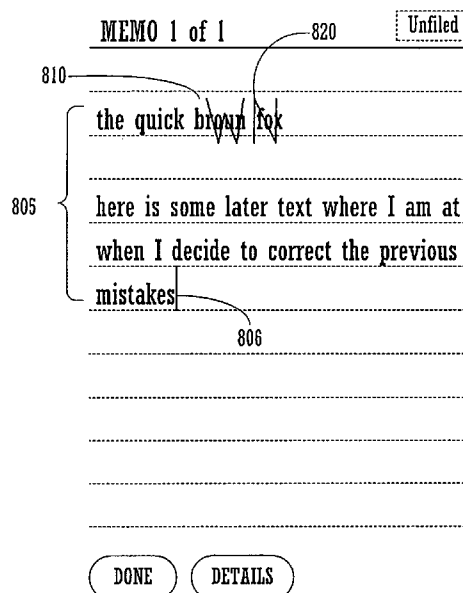 MEMO 1 of 1
820
Unfiled
810
the quick broun fox
805
here is some later text where I am at
when I decide to correct the previous
mistakes
806
DONE
DETAILS